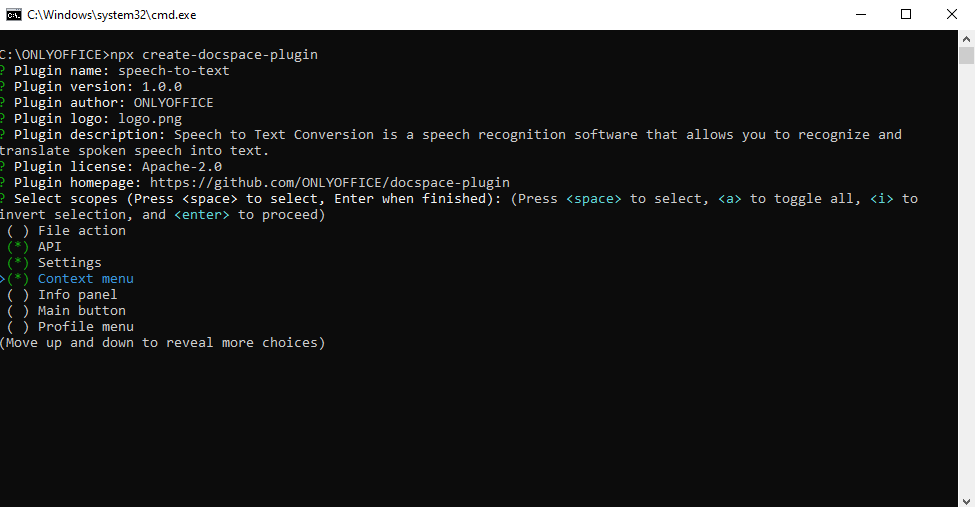 C:\Windows\system32\cmd.exe
C:\ONLYOFFICE>npx create-docspace-plugin
? Plugin name: speech-to-text
? Plugin version: 1.0.0
? Plugin author: ONLYOFFICE
? Plugin logo: logo.png
? Plugin description: Speech to Text Conversion is a speech recognition software that allows you to recognize and
translate spoken speech into text.
? Plugin license: Apache-2.0
? Plugin homepage: https://github.com/ONLYOFFICE/docspace-plugin
? Select scopes (Press <space> to select, Enter when finished): (Press <space> to select, <a> to toggle all, <i> to
invert selection, and <enter> to proceed)
( ) File action
(*) API
(*) Settings
>(*) Context menu
( ) Info panel
( ) Main button
( ) Profile menu
(Move up and down to reveal more choices)